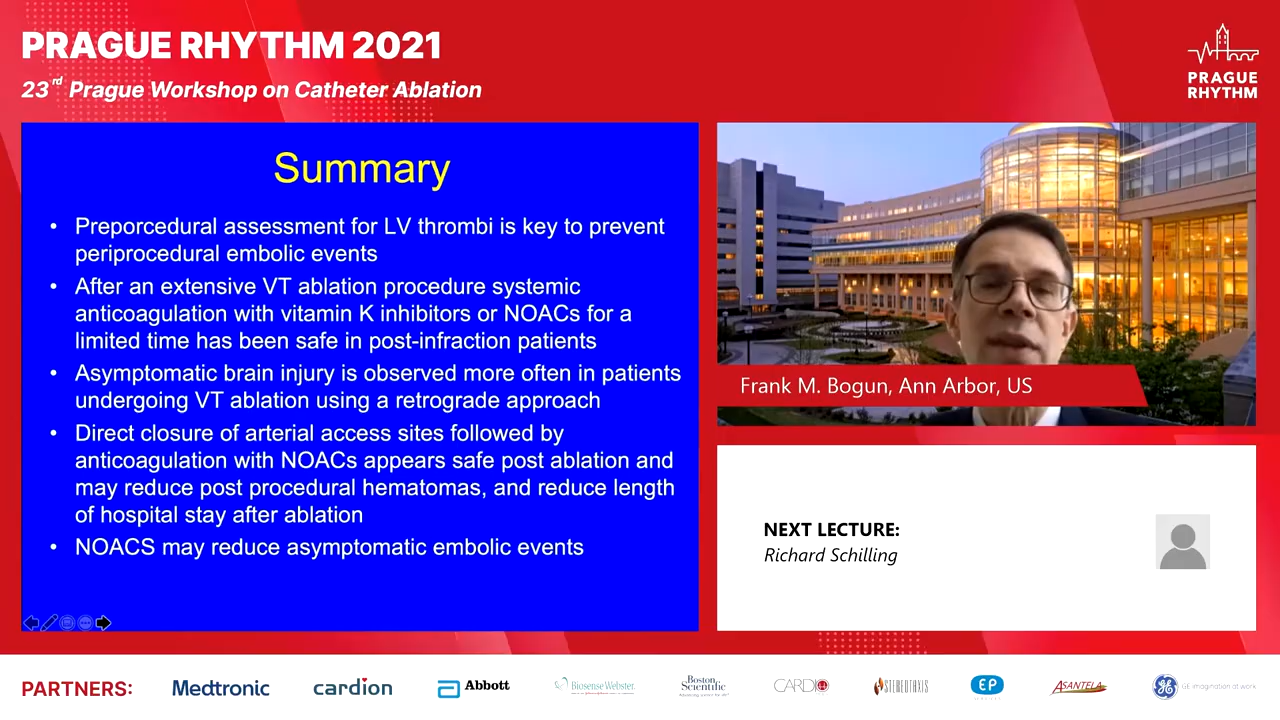 PRAGUE RHYTHM 2021
23rd Prague Workshop on Catheter Ablation
PRAGUE
RHYTHM
Summary
• Preporcedural assessment for LV thrombi is key to prevent
periprocedural embolic events
• After an extensive VT ablation procedure systemic
anticoagulation with vitamin K inhibitors or NOACs for a
limited time has been safe in post-infraction patients
• Asymptomatic brain injury is observed more often in patients
undergoing VT ablation using a retrograde approach
• Direct closure of arterial access sites followed by
anticoagulation with NOACs appears safe post ablation and
may reduce post procedural hematomas, and reduce length
of hospital stay after ablation
• NOACS may reduce asymptomatic embolic events
Frank M. Bogun, Ann Arbor, US
NEXT LECTURE:
Richard Schilling
PARTNERS:
Medtronic
cardion
Abbott
Biosense Webster
Boston
Scientific
CARDIO
STEREOTAXIS
EP
ASANTELA
GE imagination at work